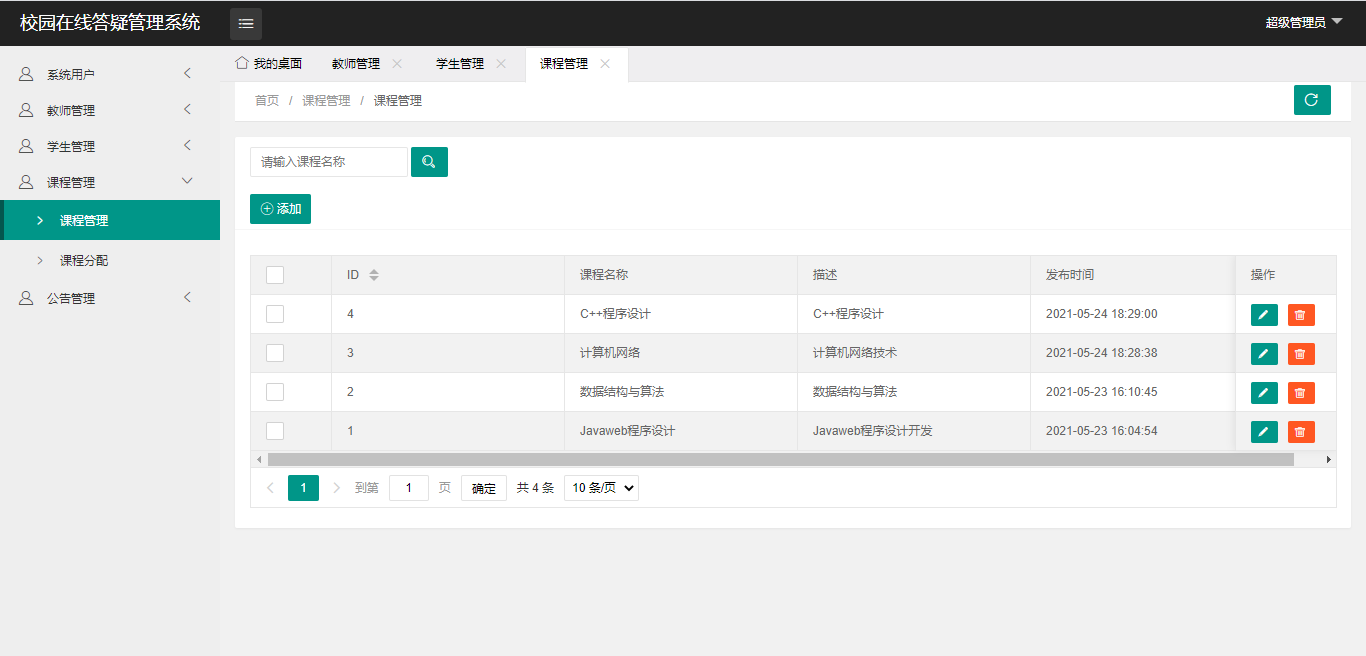 校园在线答疑管理系统
超级管理员
系统用户
教师管理
学生管理
课程管理
课程管理
课程分配
公告管理
我的桌面 教师管理 学生管理 课程管理
首页 / 课程管理 / 课程管理
请输入课程名称
添加
ID 课程名称 描述 发布时间 操作
4 C++程序设计 C++程序设计 2021-05-24 18:29:00
3 计算机网络 计算机网络技术 2021-05-24 18:28:38
2 数据结构与算法 数据结构与算法 2021-05-23 16:10:45
1 Javaweb程序设计 Javaweb程序设计开发 2021-05-23 16:04:54
1 到第 1 页 确定 共 4 条 10 条/页